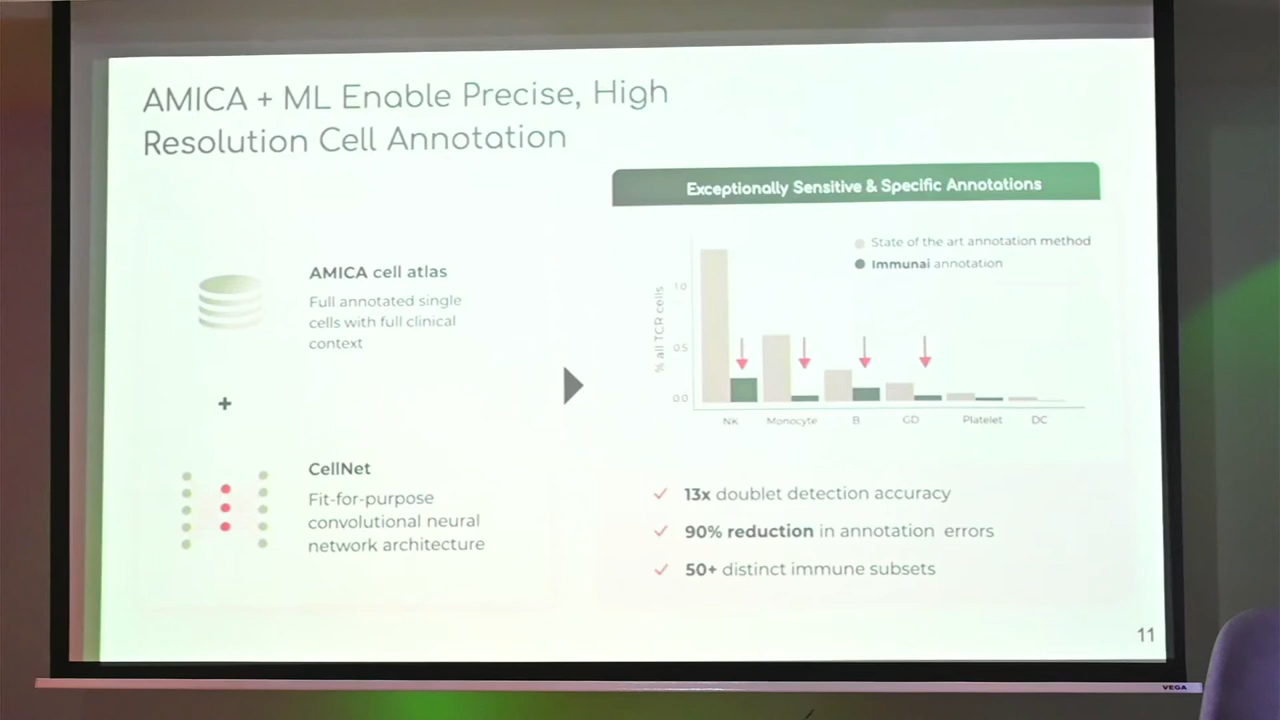 AMICA + ML Enable Precise, High
Resolution Cell Annotation
AMICA cell atlas
Full annotated single
cells with full clinical
context
+
CellNet
Fit-for-purpose
convolutional neural
network architecture
Exceptionally Sensitive & Specific Annotations
State of the art annotation method
Immunai annotation
% all TCR cells
1.0
0.5
0.0
NK Monocyte B GD Platelet DC
13x doublet detection accuracy
90% reduction in annotation errors
50+ distinct immune subsets
11
VEGA